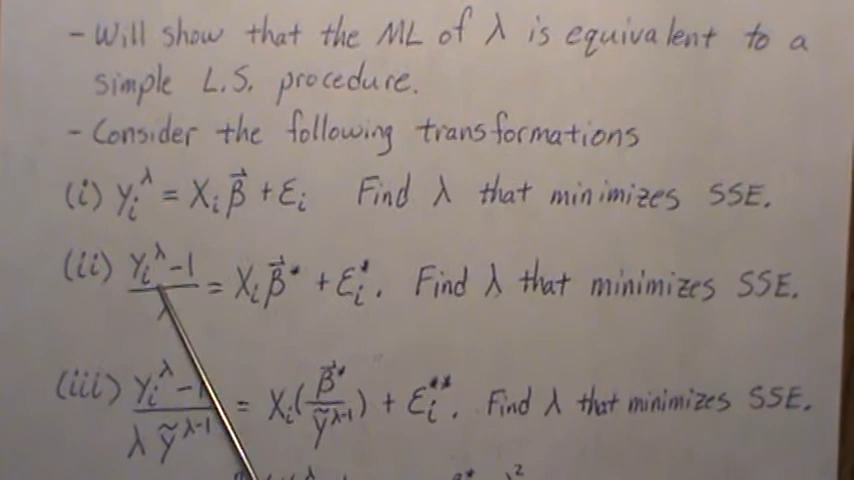 - Will show that the ML of λ is equivalent to a
simple L.S. procedure.
- Consider the following transformations
(i) Yᵢ^λ = Xᵢ β⃗ + εᵢ Find λ that minimizes SSE.
(ii) (Yᵢ^λ - 1)/λ = Xᵢ β⃗* + εᵢ*. Find λ that minimizes SSE.
(iii) (Yᵢ^λ - 1)/(λ ỹ^(λ-1)) = Xᵢ(β⃗*/ỹ^(λ-1)) + εᵢ**. Find λ that minimizes SSE.